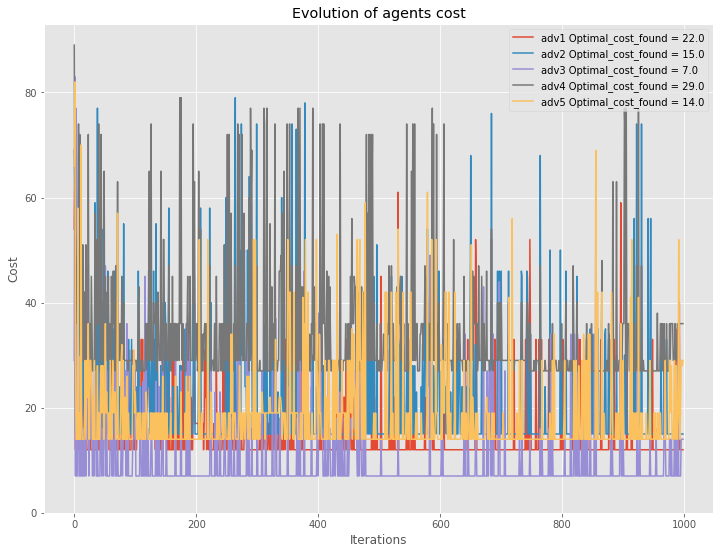 Evolution of agents cost
adv1 Optimal_cost_found = 22.0
adv2 Optimal_cost_found = 15.0
adv3 Optimal_cost_found = 7.0
adv4 Optimal_cost_found = 29.0
adv5 Optimal_cost_found = 14.0
80
60
40
20
0
Cost
0 200 400 600 800 1000
Iterations